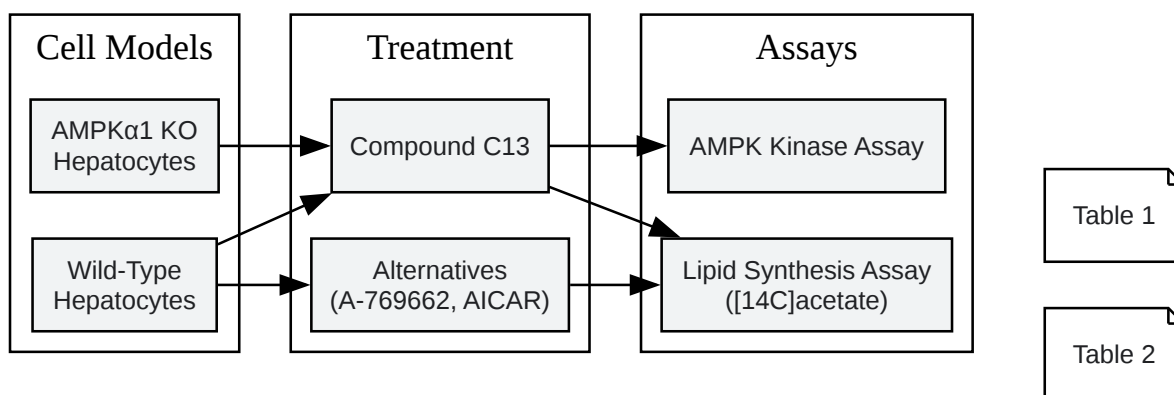 Cell Models
Treatment
Assays
AMPKα1 KO
Hepatocytes
Compound C13
AMPK Kinase Assay
Table 1
Wild-Type
Hepatocytes
Alternatives
(A-769662, AICAR)
Lipid Synthesis Assay
([14C]acetate)
Table 2